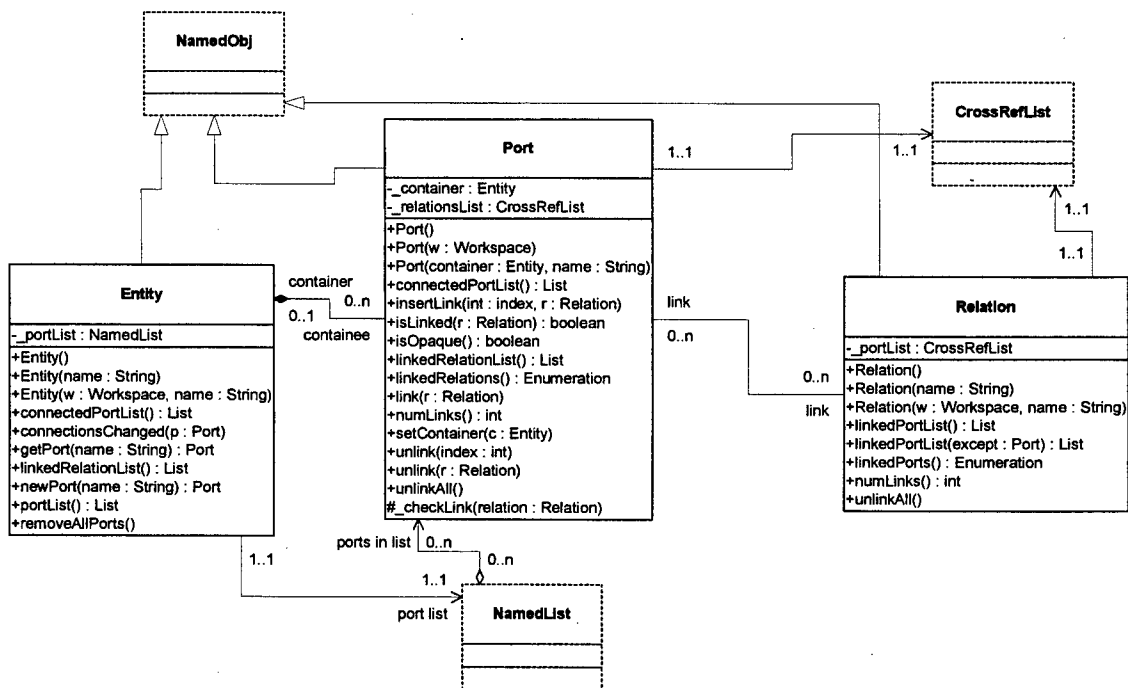 NamedObj
CrossRefList
Port
-_container : Entity
-_relationsList : CrossRefList
+Port()
+Port(w : Workspace)
+Port(container : Entity, name : String)
+connectedPortList() : List
+insertLink(int : index, r : Relation)
+isLinked(r : Relation) : boolean
+isOpaque() : boolean
+linkedRelationList() : List
+linkedRelations() : Enumeration
+link(r : Relation)
+numLinks() : int
+setContainer(c : Entity)
+unlink(index : int)
+unlink(r : Relation)
+unlinkAll()
#_checkLink(relation : Relation)
1..1
1..1
1..1
1..1
Entity
-_portList : NamedList
+Entity()
+Entity(name : String)
+Entity(w : Workspace, name : String)
+connectedPortList() : List
+connectionsChanged(p : Port)
+getPort(name : String) : Port
+linkedRelationList() : List
+newPort(name : String) : Port
+portList() : List
+removeAllPorts()
container
0..n
0..1
containee
link
0..n
0..n
link
Relation
-_portList : CrossRefList
+Relation()
+Relation(name : String)
+Relation(w : Workspace, name : String)
+linkedPortList() : List
+linkedPortList(except : Port) : List
+linkedPorts() : Enumeration
+numLinks() : int
+unlinkAll()
ports in list
0..n
0..n
1..1
1..1
port list
NamedList